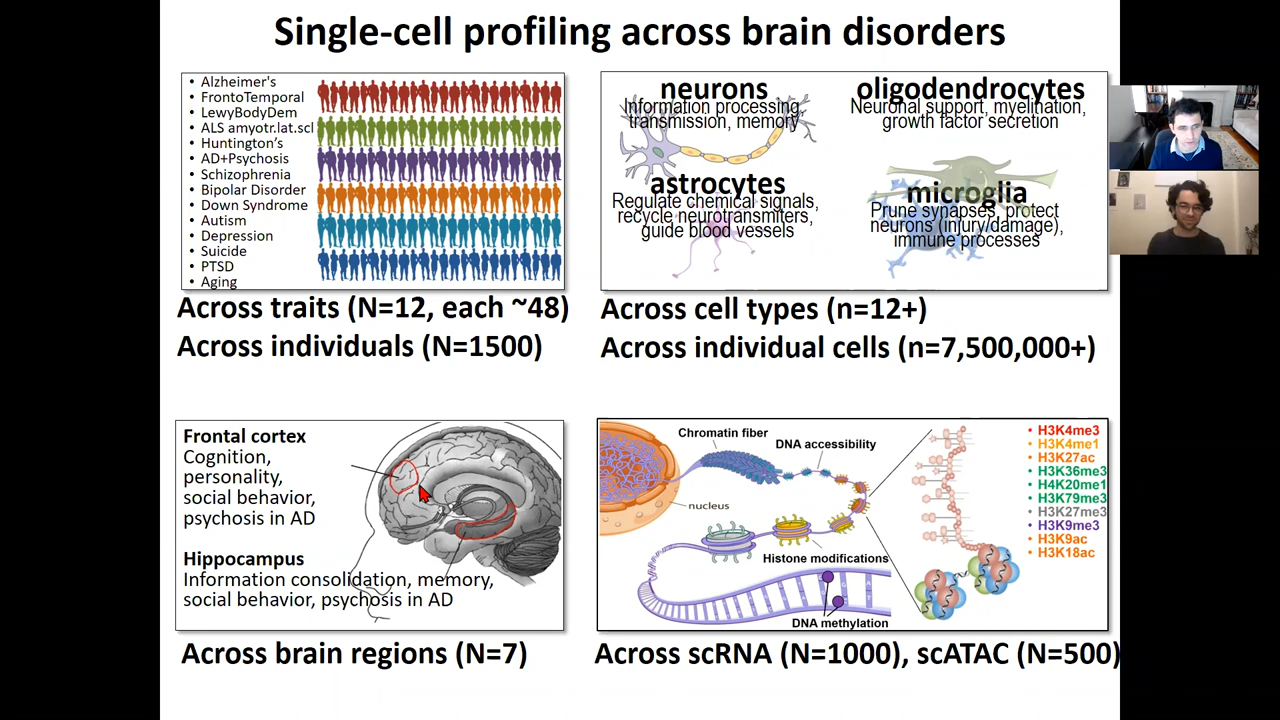 Single-cell profiling across brain disorders
• Alzheimer's
• FrontoTemporal
• LewyBodyDem
• ALS amyotr.lat.scl
• Huntington's
• AD+Psychosis
• Schizophrenia
• Bipolar Disorder
• Down Syndrome
• Autism
• Depression
• Suicide
• PTSD
• Aging
Across traits (N=12, each ~48)
Across individuals (N=1500)
neurons
Information processing,
transmission, memory
oligodendrocytes
Neuronal support, myelination,
growth factor secretion
astrocytes
Regulate chemical signals,
recycle neurotransmiters,
guide blood vessels
microglia
Prune synapses, protect
neurons (injury/damage),
immune processes
Across cell types (n=12+)
Across individual cells (n=7,500,000+)
Frontal cortex
Cognition,
personality,
social behavior,
psychosis in AD
Hippocampus
Information consolidation, memory,
social behavior, psychosis in AD
Across brain regions (N=7)
Chromatin fiber
DNA accessibility
nucleus
Histone modifications
DNA methylation
• H3K4me3
• H3K4me1
• H3K27ac
• H3K36me3
• H4K20me1
• H3K79me3
• H3K27me3
• H3K9me3
• H3K9ac
• H3K18ac
Across scRNA (N=1000), scATAC (N=500)